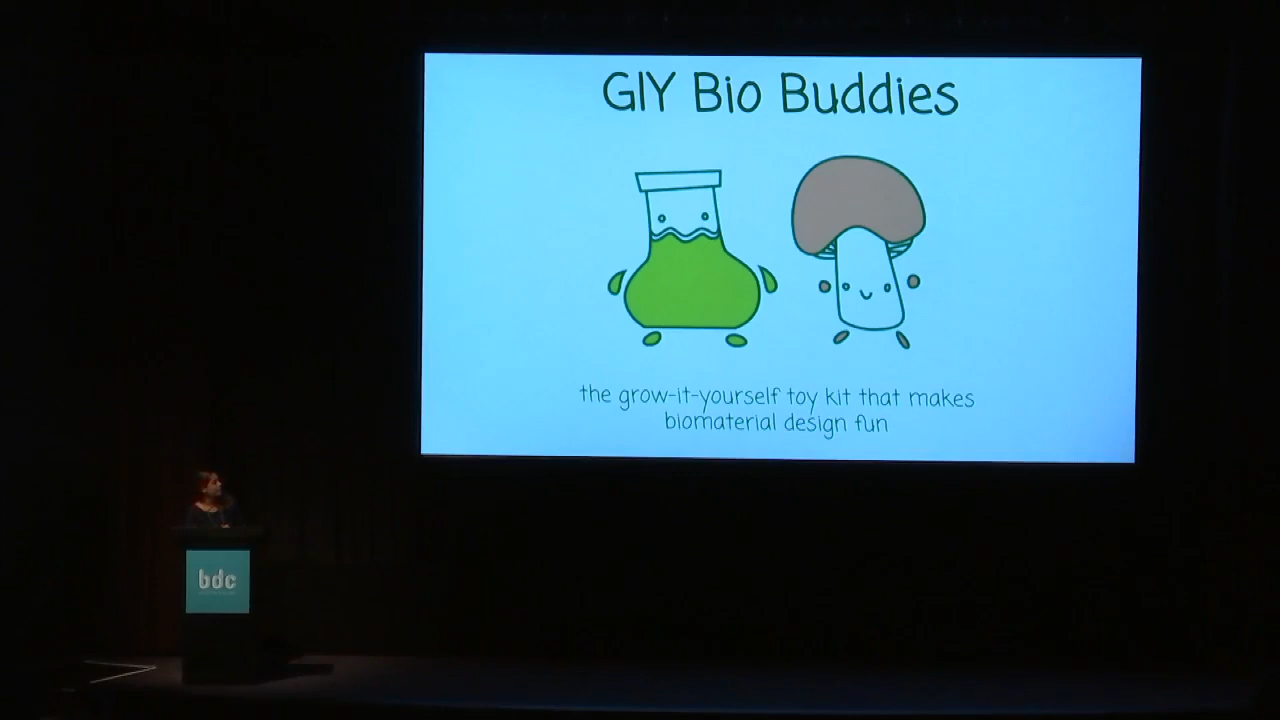 GIY Bio Buddies
the grow-it-yourself toy kit that makes
biomaterial design fun
bdc